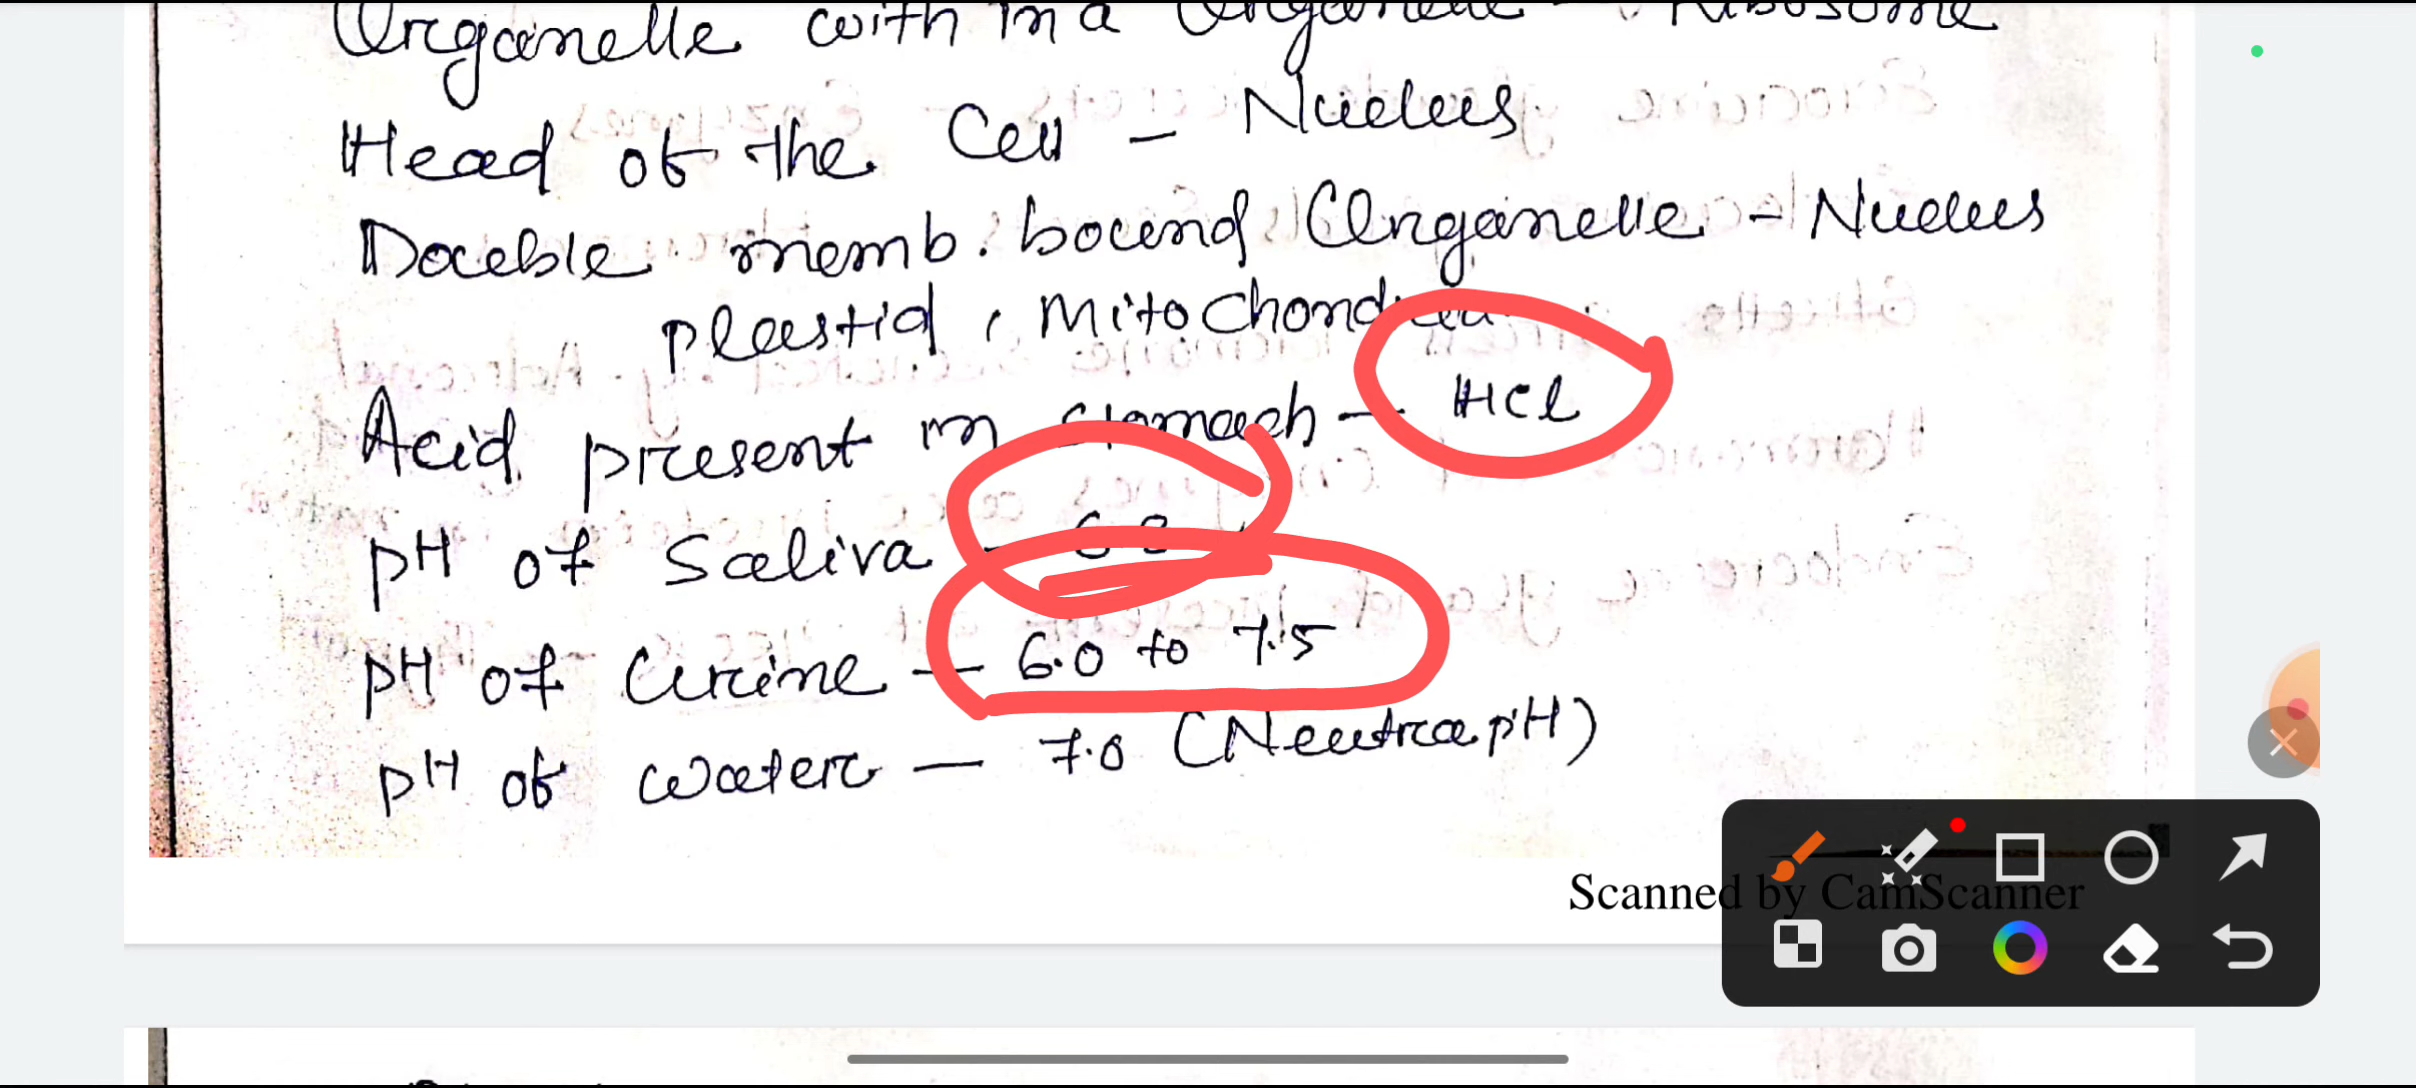 Organelle with in a Organelle - Ribosome
Head of the Cell - Nucleus
Double memb. bound Organelle - Nucleus
plastid, Mitochondria
Acid present in stomach - HCl
pH of Saliva - 6.8
pH of Urine - 6.0 to 7.5
pH of water - 7.0 (Neutra pH)
Scanned by CamScanner